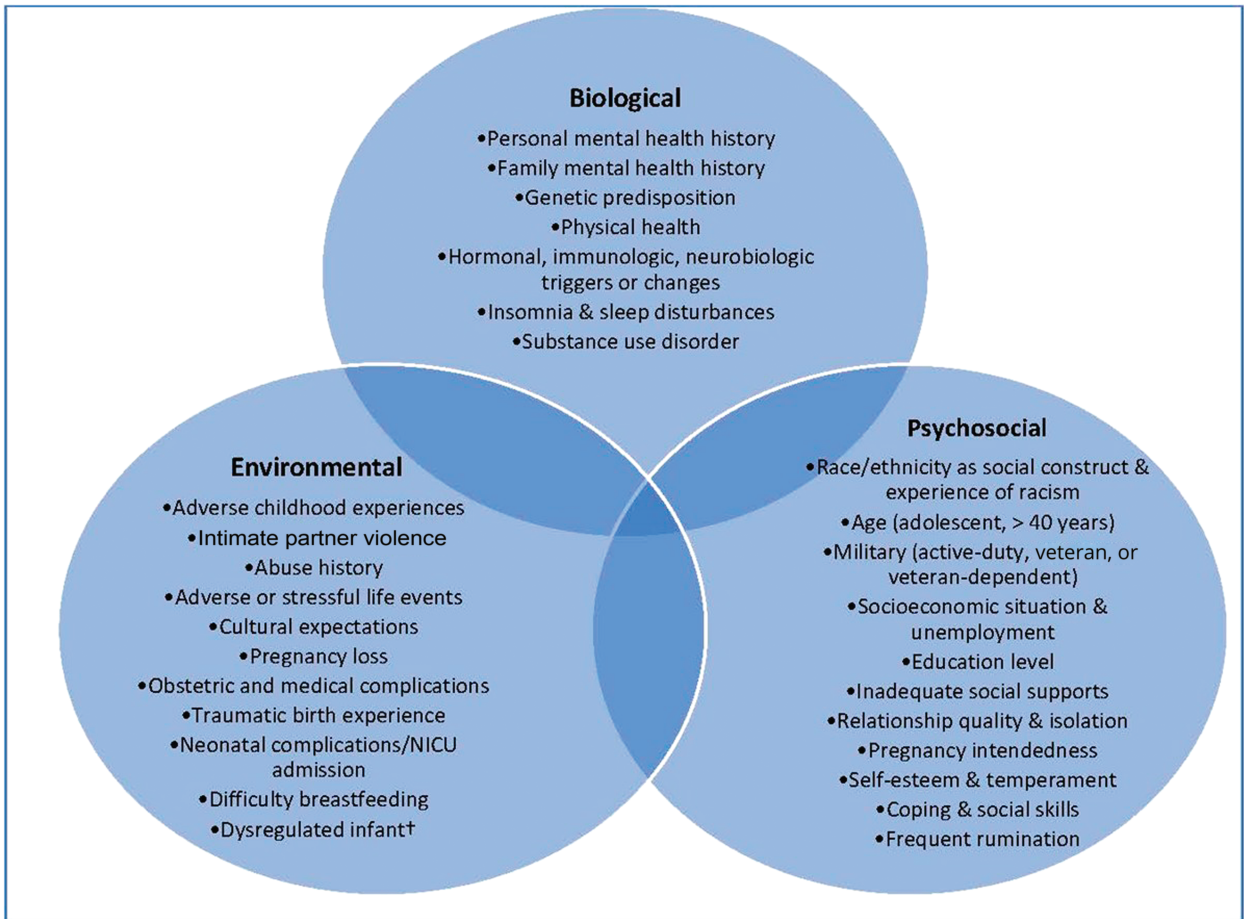 Biological
•Personal mental health history
•Family mental health history
•Genetic predisposition
•Physical health
•Hormonal, immunologic, neurobiologic
triggers or changes
•Insomnia & sleep disturbances
•Substance use disorder
Environmental
•Adverse childhood experiences
•Intimate partner violence
•Abuse history
•Adverse or stressful life events
•Cultural expectations
•Pregnancy loss
•Obstetric and medical complications
•Traumatic birth experience
•Neonatal complications/NICU
admission
•Difficulty breastfeeding
•Dysregulated infant†
Psychosocial
•Race/ethnicity as social construct &
experience of racism
•Age (adolescent, > 40 years)
•Military (active-duty, veteran, or
veteran-dependent)
•Socioeconomic situation &
unemployment
•Education level
•Inadequate social supports
•Relationship quality & isolation
•Pregnancy intendedness
•Self-esteem & temperament
•Coping & social skills
•Frequent rumination